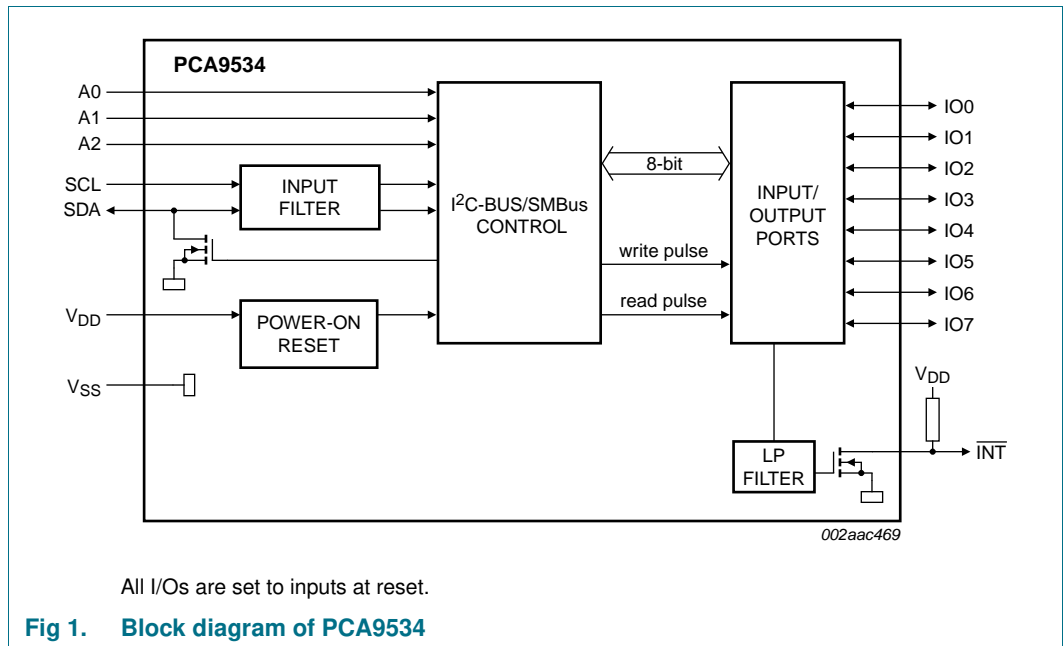 PCA9534
A0
A1
A2
SCL
SDA
INPUT
FILTER
I2C-BUS/SMBus
CONTROL
8-bit
write pulse
read pulse
INPUT/
OUTPUT
PORTS
IO0
IO1
IO2
IO3
IO4
IO5
IO6
IO7
VDD
POWER-ON
RESET
VSS
VDD
LP
FILTER
INT
002aac469
All I/Os are set to inputs at reset.
Fig 1. Block diagram of PCA9534